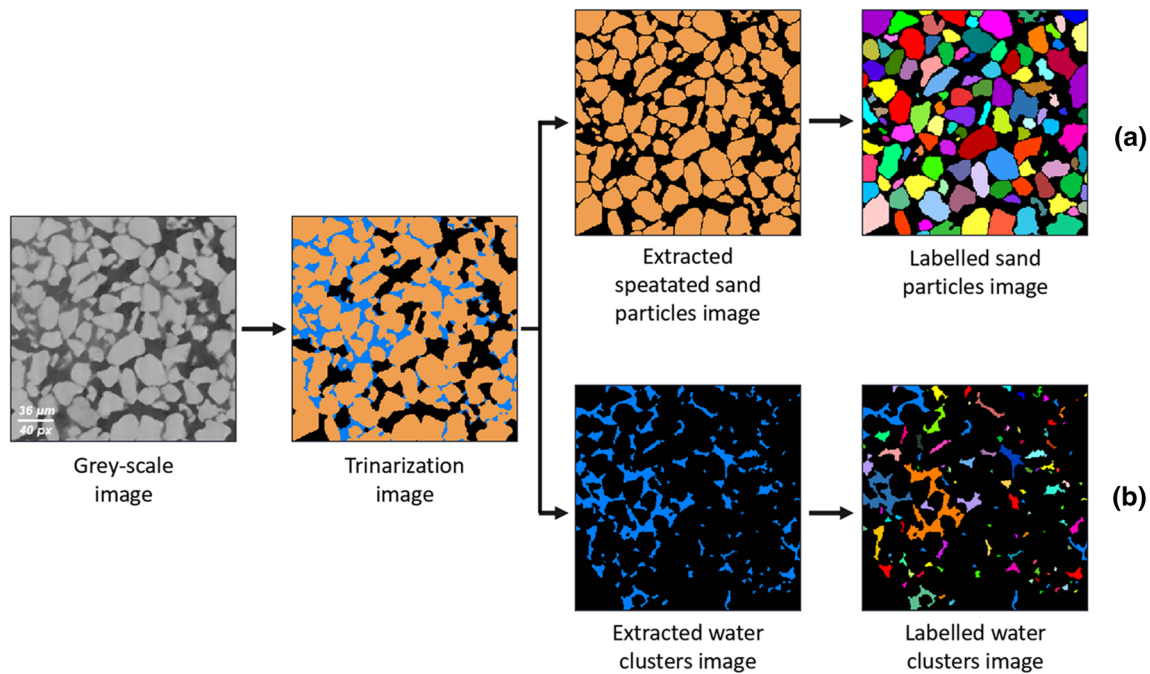 Extracted
speatated sand
particles image
Labelled sand
particles image
(a)
36 µm
40 px
Grey-scale
image
Trinarization
image
Extracted water
clusters image
Labelled water
clusters image
(b)